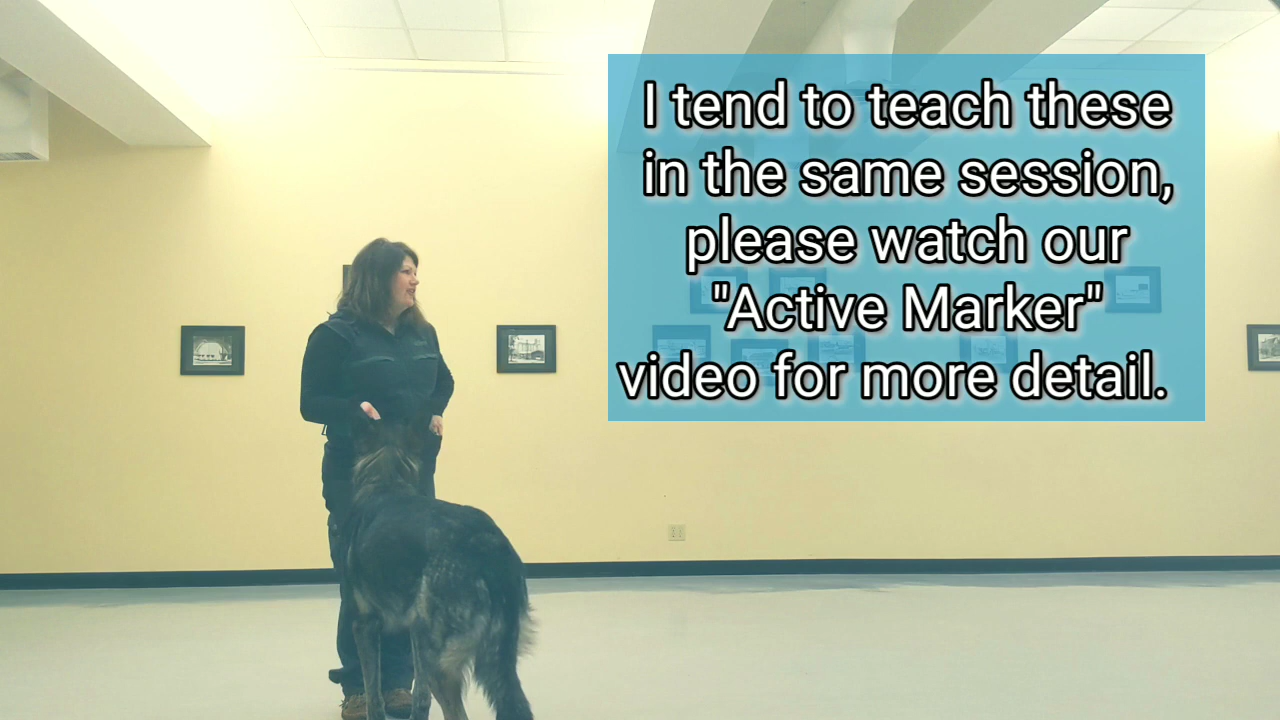 I tend to teach these
in the same session,
please watch our
"Active Marker"
video for more detail.